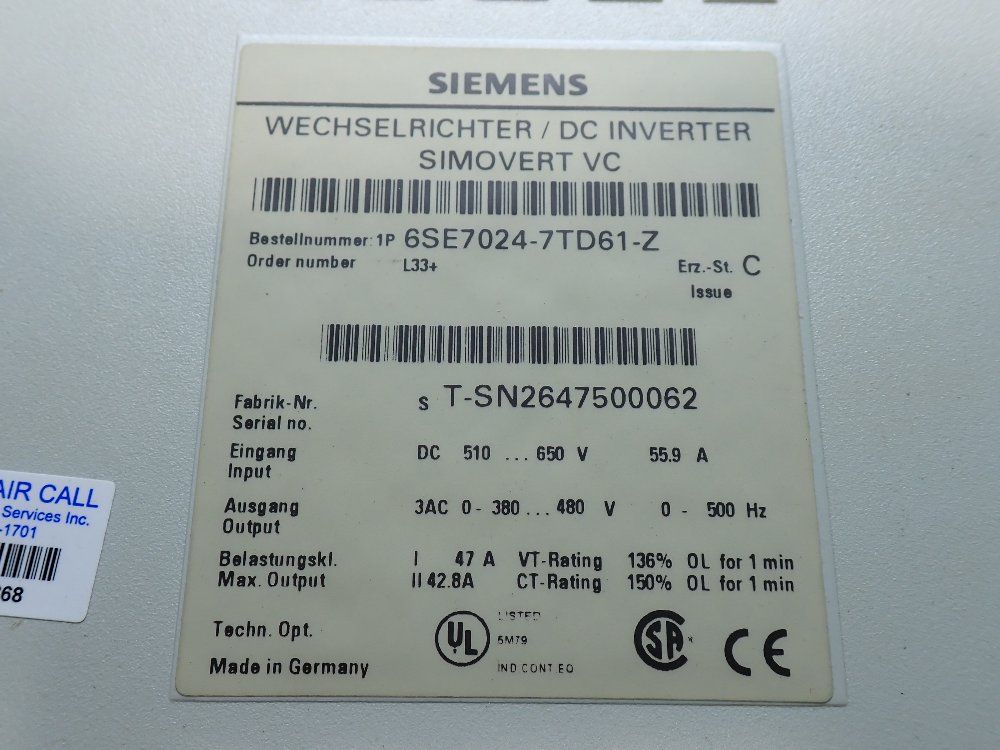 SIEMENS
WECHSELRICHTER / DC INVERTER
SIMOVERT VC
Bestellnummer: 1P 6SE7024-7TD61-Z
Order number L33+ Erz.-St. C
Issue
Fabrik-Nr. S T-SN2647500062
Serial no.
Eingang DC 510 ... 650 V 55.9 A
Input
Ausgang 3AC 0 - 380 ... 480 V 0 - 500 Hz
Output
Belastungskl. I 47 A VT-Rating 136% OL for 1 min
Max. Output II 42.8A CT-Rating 150% OL for 1 min
Techn. Opt. UL LISTED
5M79
IND.CONT.EQ
SA CE
Made in Germany
AIR CALL
Services Inc.
-1701
68